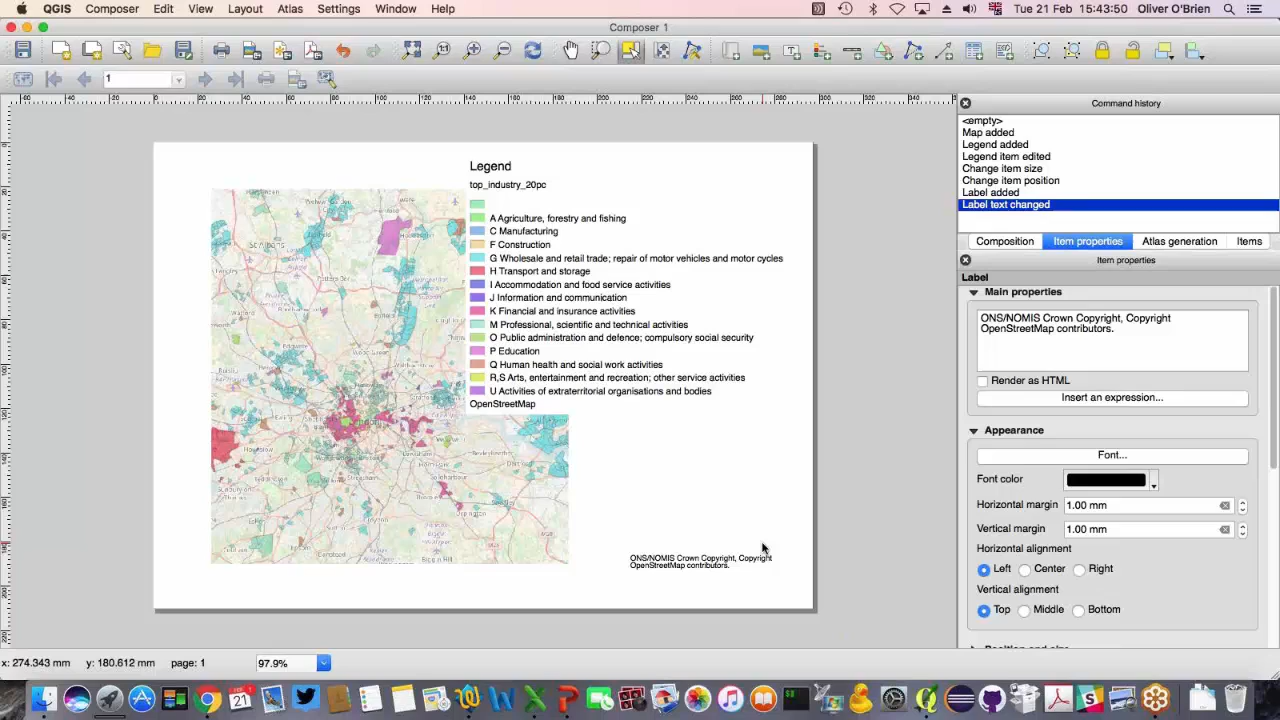 QGIS Composer Edit View Layout Atlas Settings Window Help Tue 21 Feb 15:43:50 Oliver O'Brien
Composer 1
1
Command history
<empty>
Map added
Legend added
Legend item edited
Change item size
Change item position
Label added
Label text changed
Composition Item properties Atlas generation Items
Item properties
Label
Main properties
ONS/NOMIS Crown Copyright, Copyright
OpenStreetMap contributors.
Render as HTML
Insert an expression...
Appearance
Font...
Font color
Horizontal margin 1.00 mm
Vertical margin 1.00 mm
Horizontal alignment
Left Center Right
Vertical alignment
Top Middle Bottom
Position and size
Legend
top_industry_20pc
A Agriculture, forestry and fishing
C Manufacturing
F Construction
G Wholesale and retail trade; repair of motor vehicles and motor cycles
H Transport and storage
I Accommodation and food service activities
J Information and communication
K Financial and insurance activities
M Professional, scientific and technical activities
O Public administration and defence; compulsory social security
P Education
Q Human health and social work activities
R,S Arts, entertainment and recreation; other service activities
U Activities of extraterritorial organisations and bodies
OpenStreetMap
ONS/NOMIS Crown Copyright, Copyright
OpenStreetMap contributors.
x: 274.343 mm y: 180.612 mm page: 1 97.9%